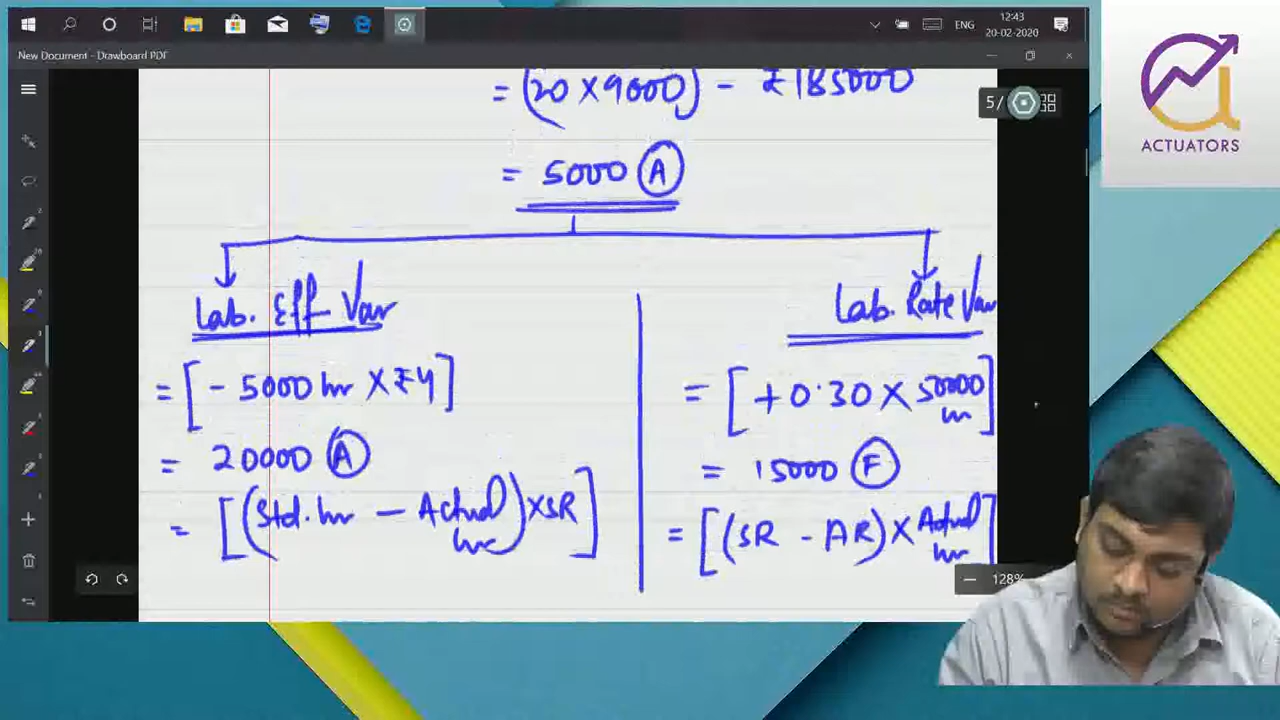 ENG
12:43
20-02-2020
New Document - Drawboard PDF
ACTUATORS
5/
= (20 X 9000) - ₹185000
= 5000 (A)
Lab. Eff Var
= [- 5000 hr X ₹4]
= 20000 (A)
= [(Std. hr - Actual hr) X SR]
Lab. Rate Var
= [+0.30 X 50000 hr]
= 15000 (F)
= [(SR - AR) X Actual hr]
128%